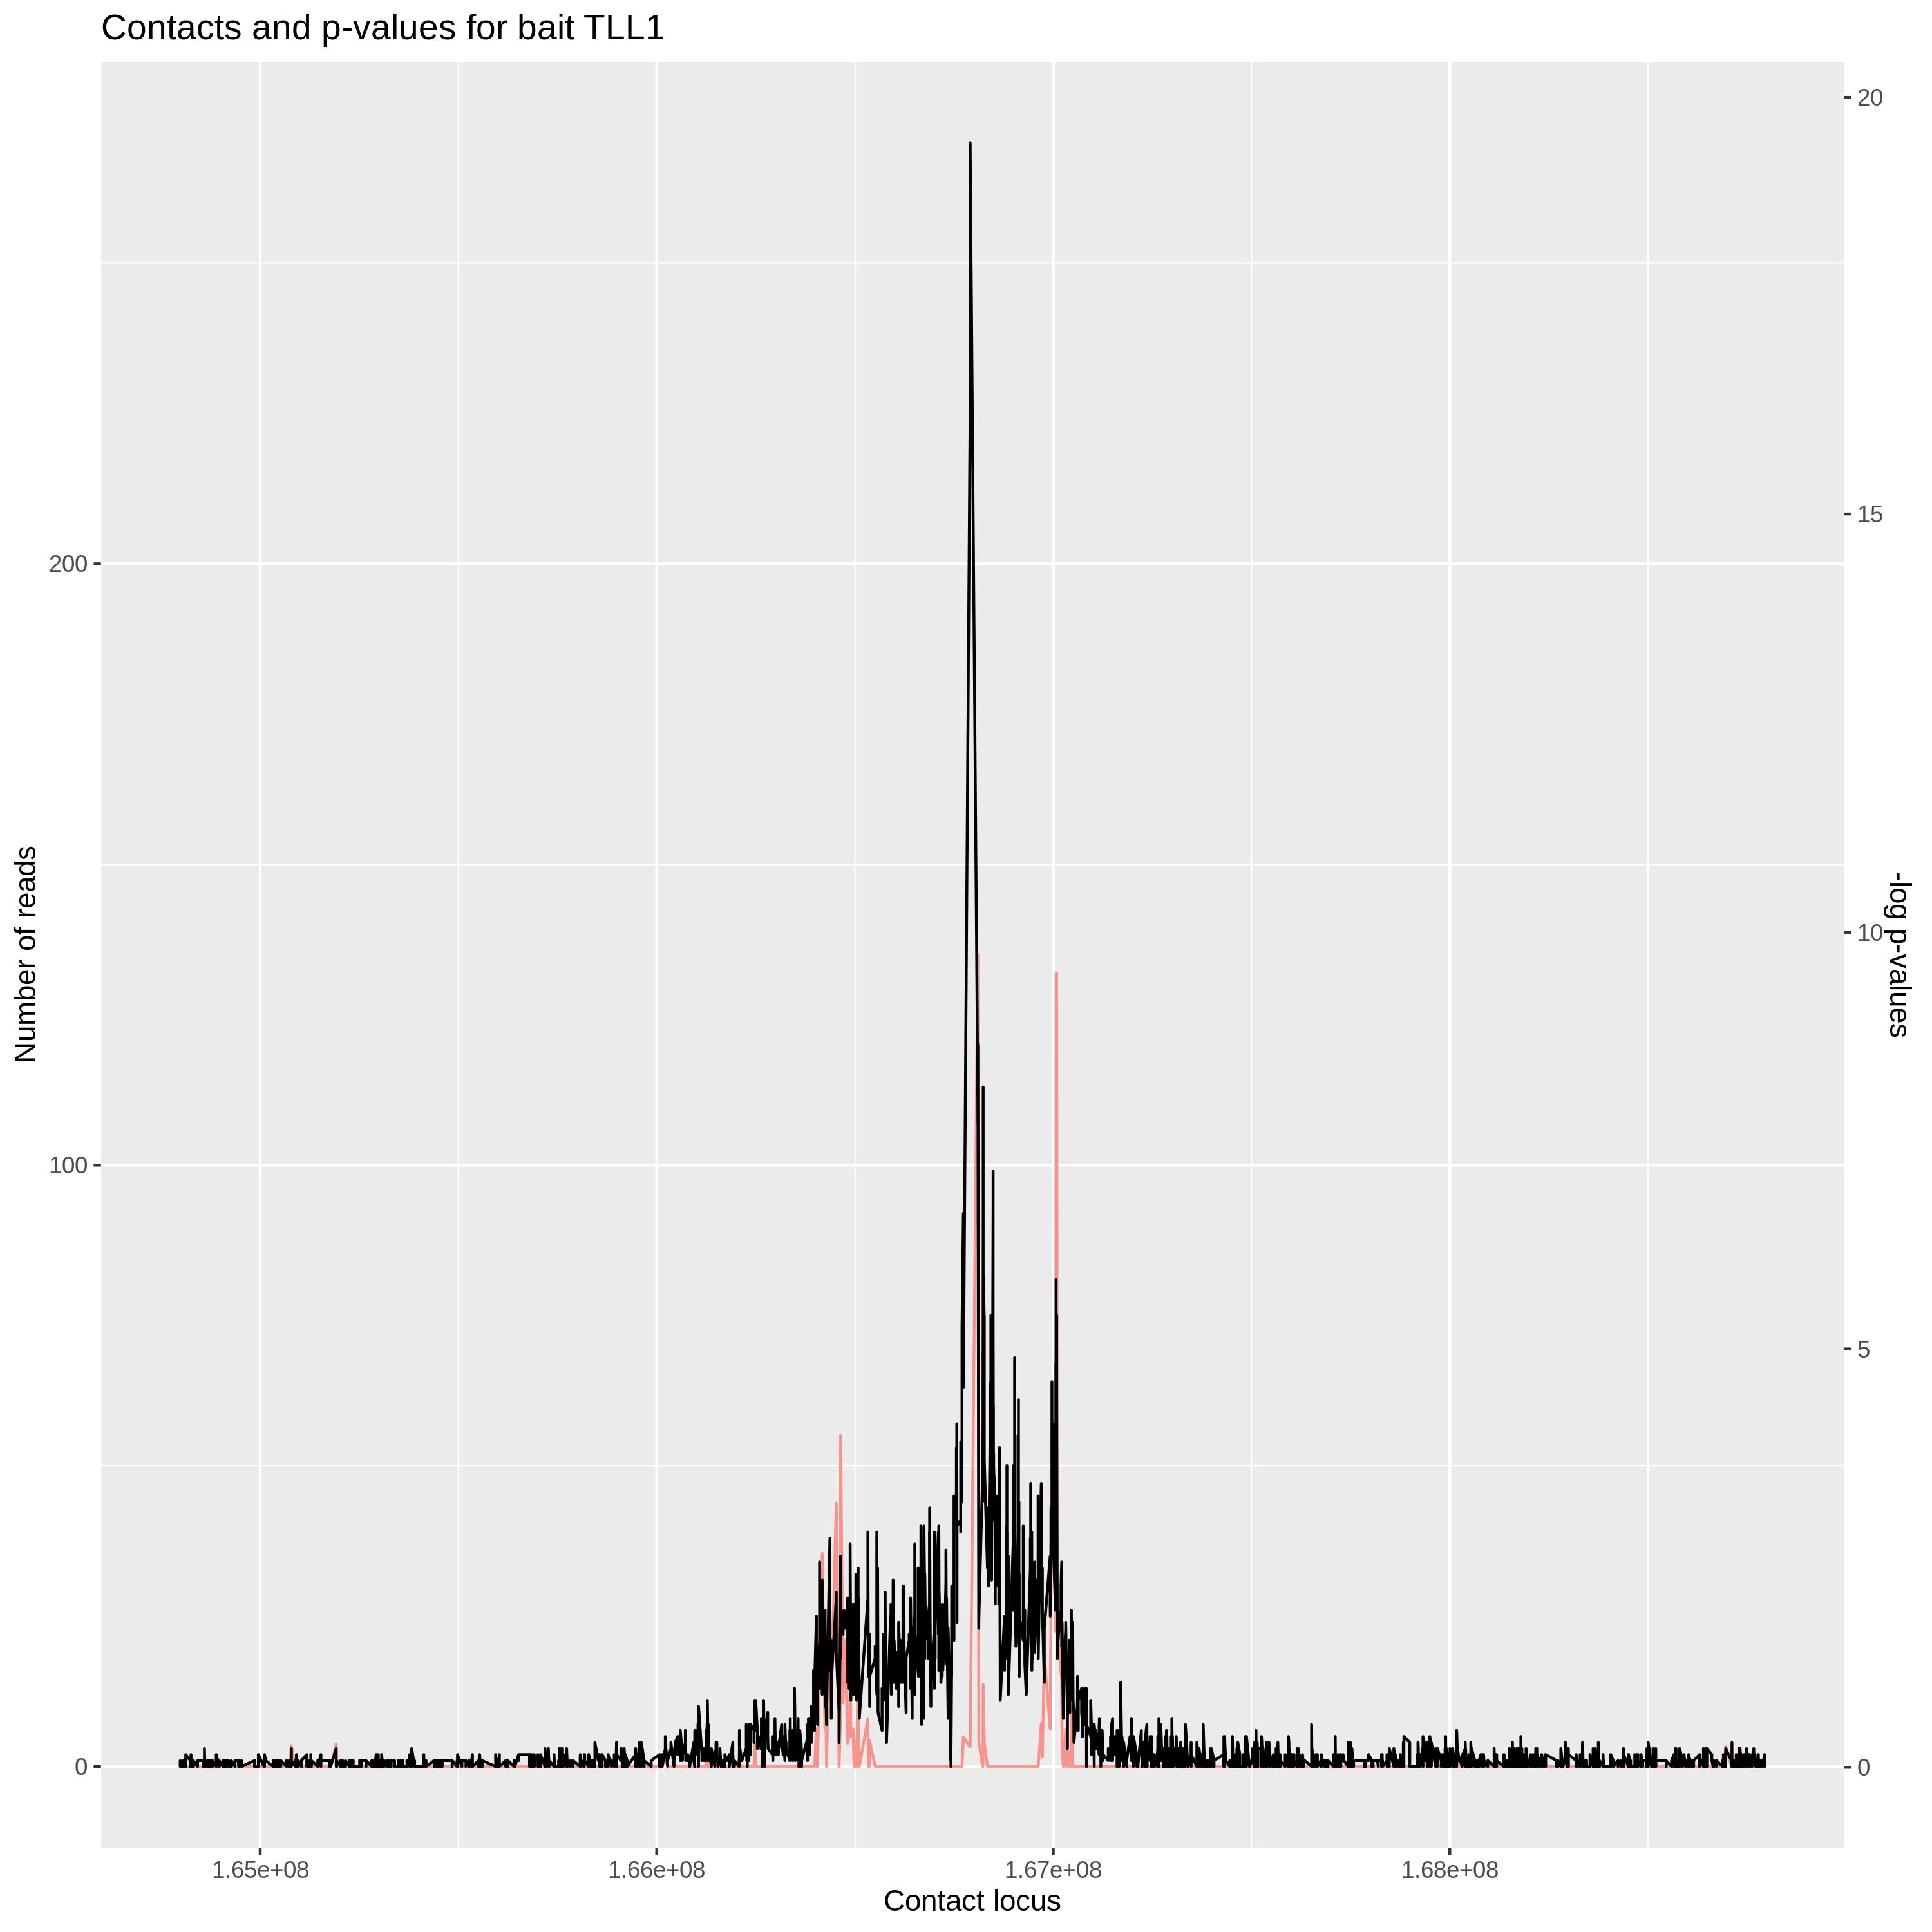 Contacts and p-values for bait TLL1
Number of reads
200
100
0
20
15
10
5
0
-log p-values
1.65e+08
1.66e+08
1.67e+08
1.68e+08
Contact locus